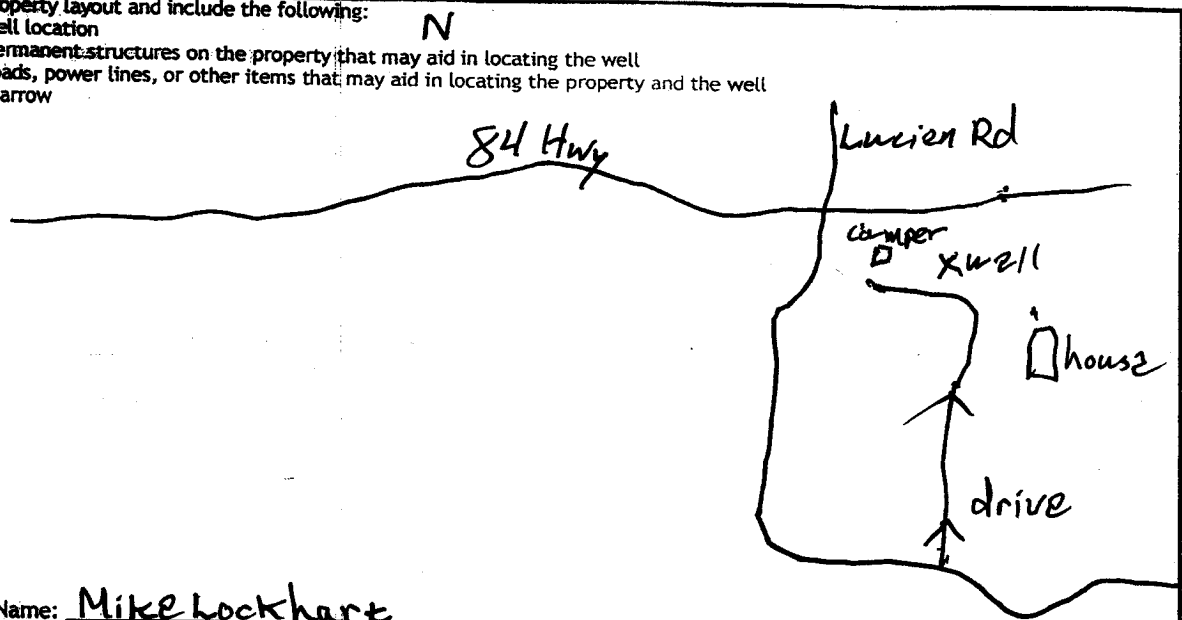 operty layout and include the following:
ell location
N
ermanent structures on the property that may aid in locating the well
oads, power lines, or other items that may aid in locating the property and the well
arrow
84 Hwy
Lucien Rd
camper
x well
house
drive
Name: Mike Lockhart